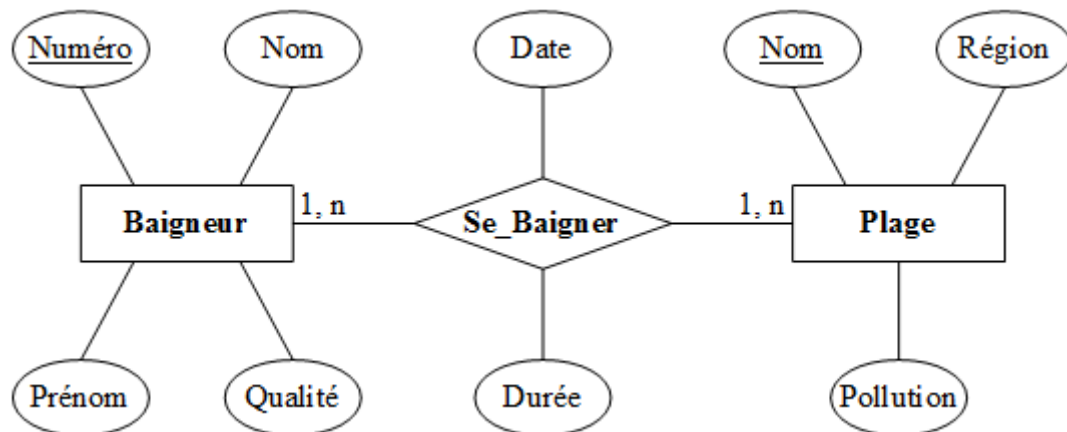 Numéro
Nom
Date
Nom
Région
Baigneur
1, n
Se_Baigner
1, n
Plage
Prénom
Qualité
Durée
Pollution